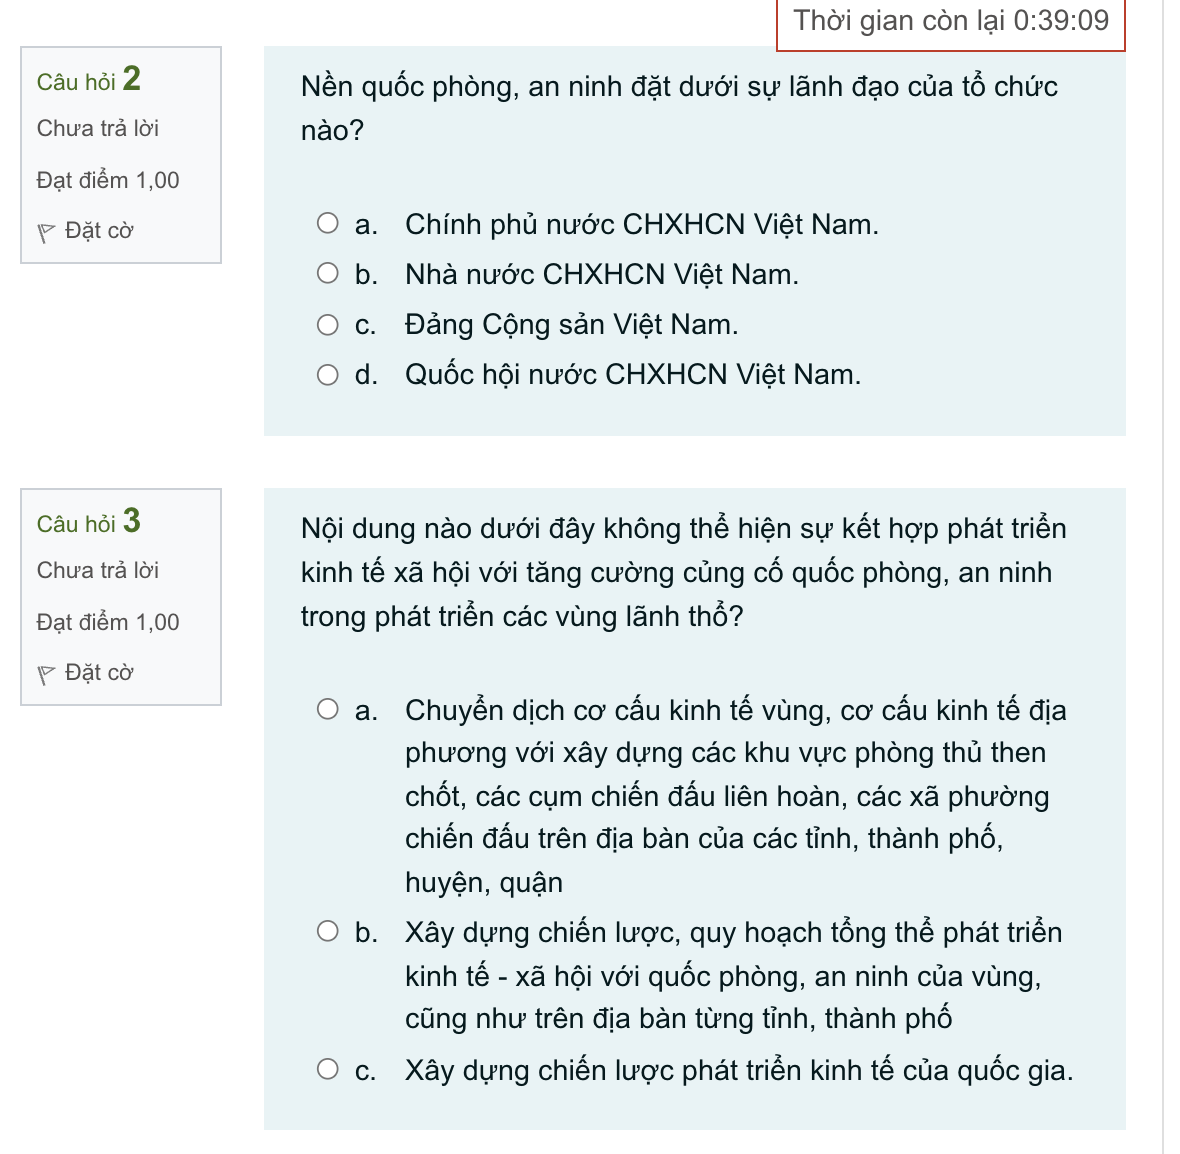 Thời gian còn lại 0:39:09
Câu hỏi 2
Chưa trả lời
Đạt điểm 1,00
Đặt cờ
Nền quốc phòng, an ninh đặt dưới sự lãnh đạo của tổ chức
nào?
a. Chính phủ nước CHXHCN Việt Nam.
b. Nhà nước CHXHCN Việt Nam.
c. Đảng Cộng sản Việt Nam.
d. Quốc hội nước CHXHCN Việt Nam.
Câu hỏi 3
Chưa trả lời
Đạt điểm 1,00
Đặt cờ
Nội dung nào dưới đây không thể hiện sự kết hợp phát triển
kinh tế xã hội với tăng cường củng cố quốc phòng, an ninh
trong phát triển các vùng lãnh thổ?
a. Chuyển dịch cơ cấu kinh tế vùng, cơ cấu kinh tế địa
phương với xây dựng các khu vực phòng thủ then
chốt, các cụm chiến đấu liên hoàn, các xã phường
chiến đấu trên địa bàn của các tỉnh, thành phố,
huyện, quận
b. Xây dựng chiến lược, quy hoạch tổng thể phát triển
kinh tế - xã hội với quốc phòng, an ninh của vùng,
cũng như trên địa bàn từng tỉnh, thành phố
c. Xây dựng chiến lược phát triển kinh tế của quốc gia.